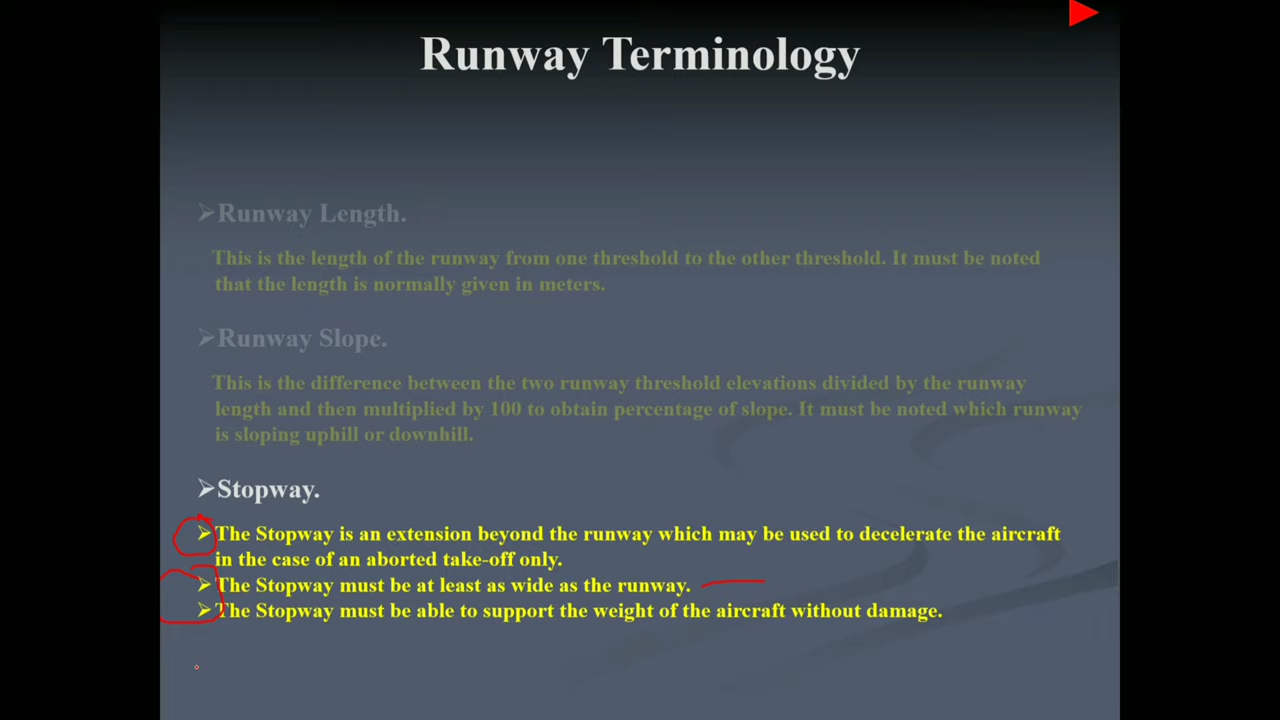 Runway Terminology
➢Runway Length.
This is the length of the runway from one threshold to the other threshold. It must be noted
that the length is normally given in meters.
➢Runway Slope.
This is the difference between the two runway threshold elevations divided by the runway
length and then multiplied by 100 to obtain percentage of slope. It must be noted which runway
is sloping uphill or downhill.
➢Stopway.
➢The Stopway is an extension beyond the runway which may be used to decelerate the aircraft
in the case of an aborted take-off only.
➢The Stopway must be at least as wide as the runway.
➢The Stopway must be able to support the weight of the aircraft without damage.